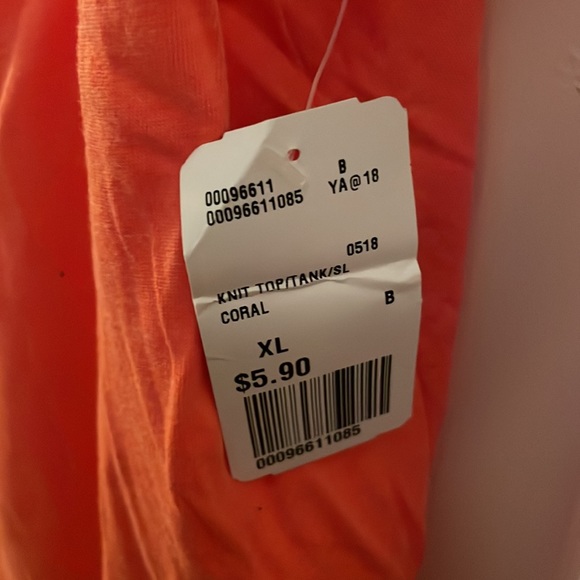 00096611 B
00096611085 YA@18
0518
KNIT TOP/TANK/SL
CORAL B
XL
$5.90
00096611085